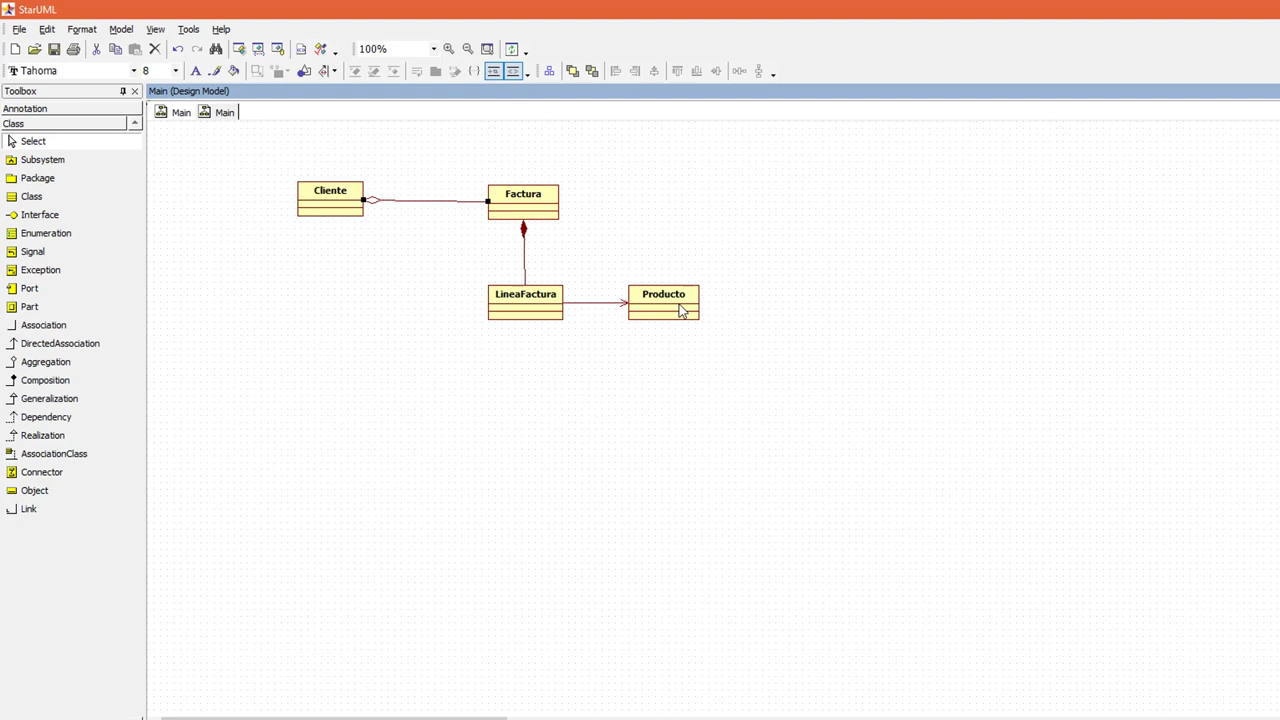 StarUML
File Edit Format Model View Tools Help
100%
Tahoma 8
Toolbox
Main (Design Model)
Annotation
Class
Main Main
Select
Subsystem
Package
Class
Interface
Enumeration
Signal
Exception
Port
Part
Association
DirectedAssociation
Aggregation
Composition
Generalization
Dependency
Realization
AssociationClass
Connector
Object
Link
Cliente
Factura
LineaFactura
Producto